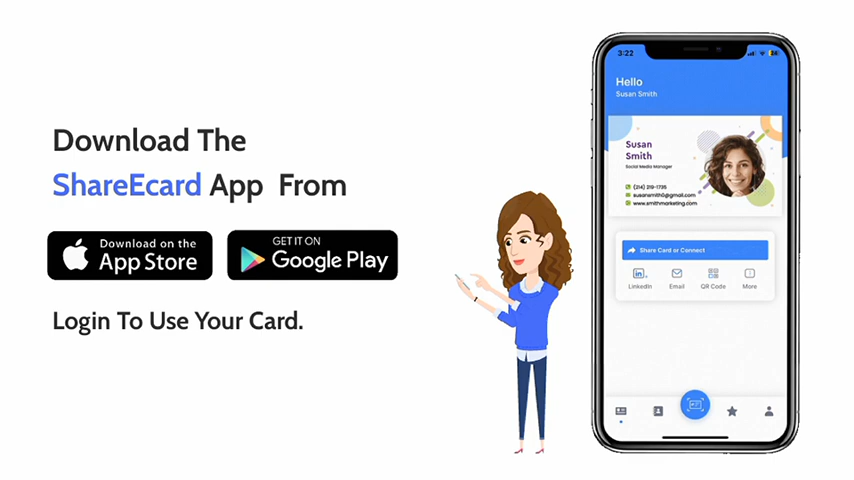 Download The
ShareEcard App From
Download on the
App Store
GET IT ON
Google Play
Login To Use Your Card.
3:22
Hello
Susan Smith
Susan
Smith
Social Media Manager
(214) 219-1735
susansmith0@gmail.com
www.smithmarketing.com
Share Card or Connect
LinkedIn
Email
QR Code
More